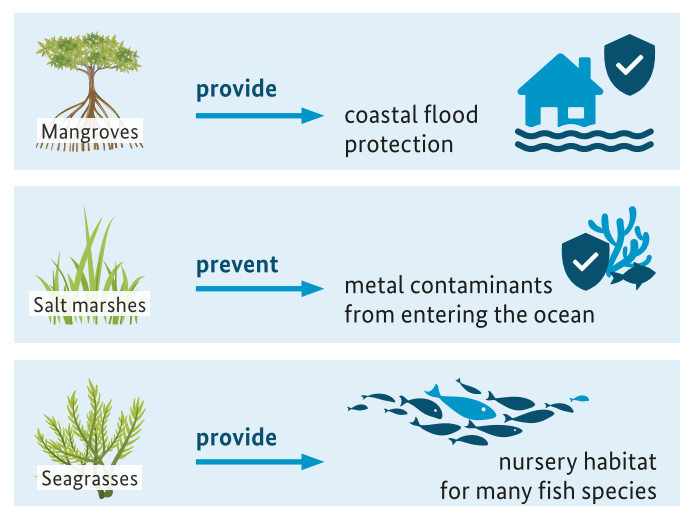 Mangroves
provide
coastal flood
protection
Salt marshes
prevent
metal contaminants
from entering the ocean
Seagrasses
provide
nursery habitat
for many fish species